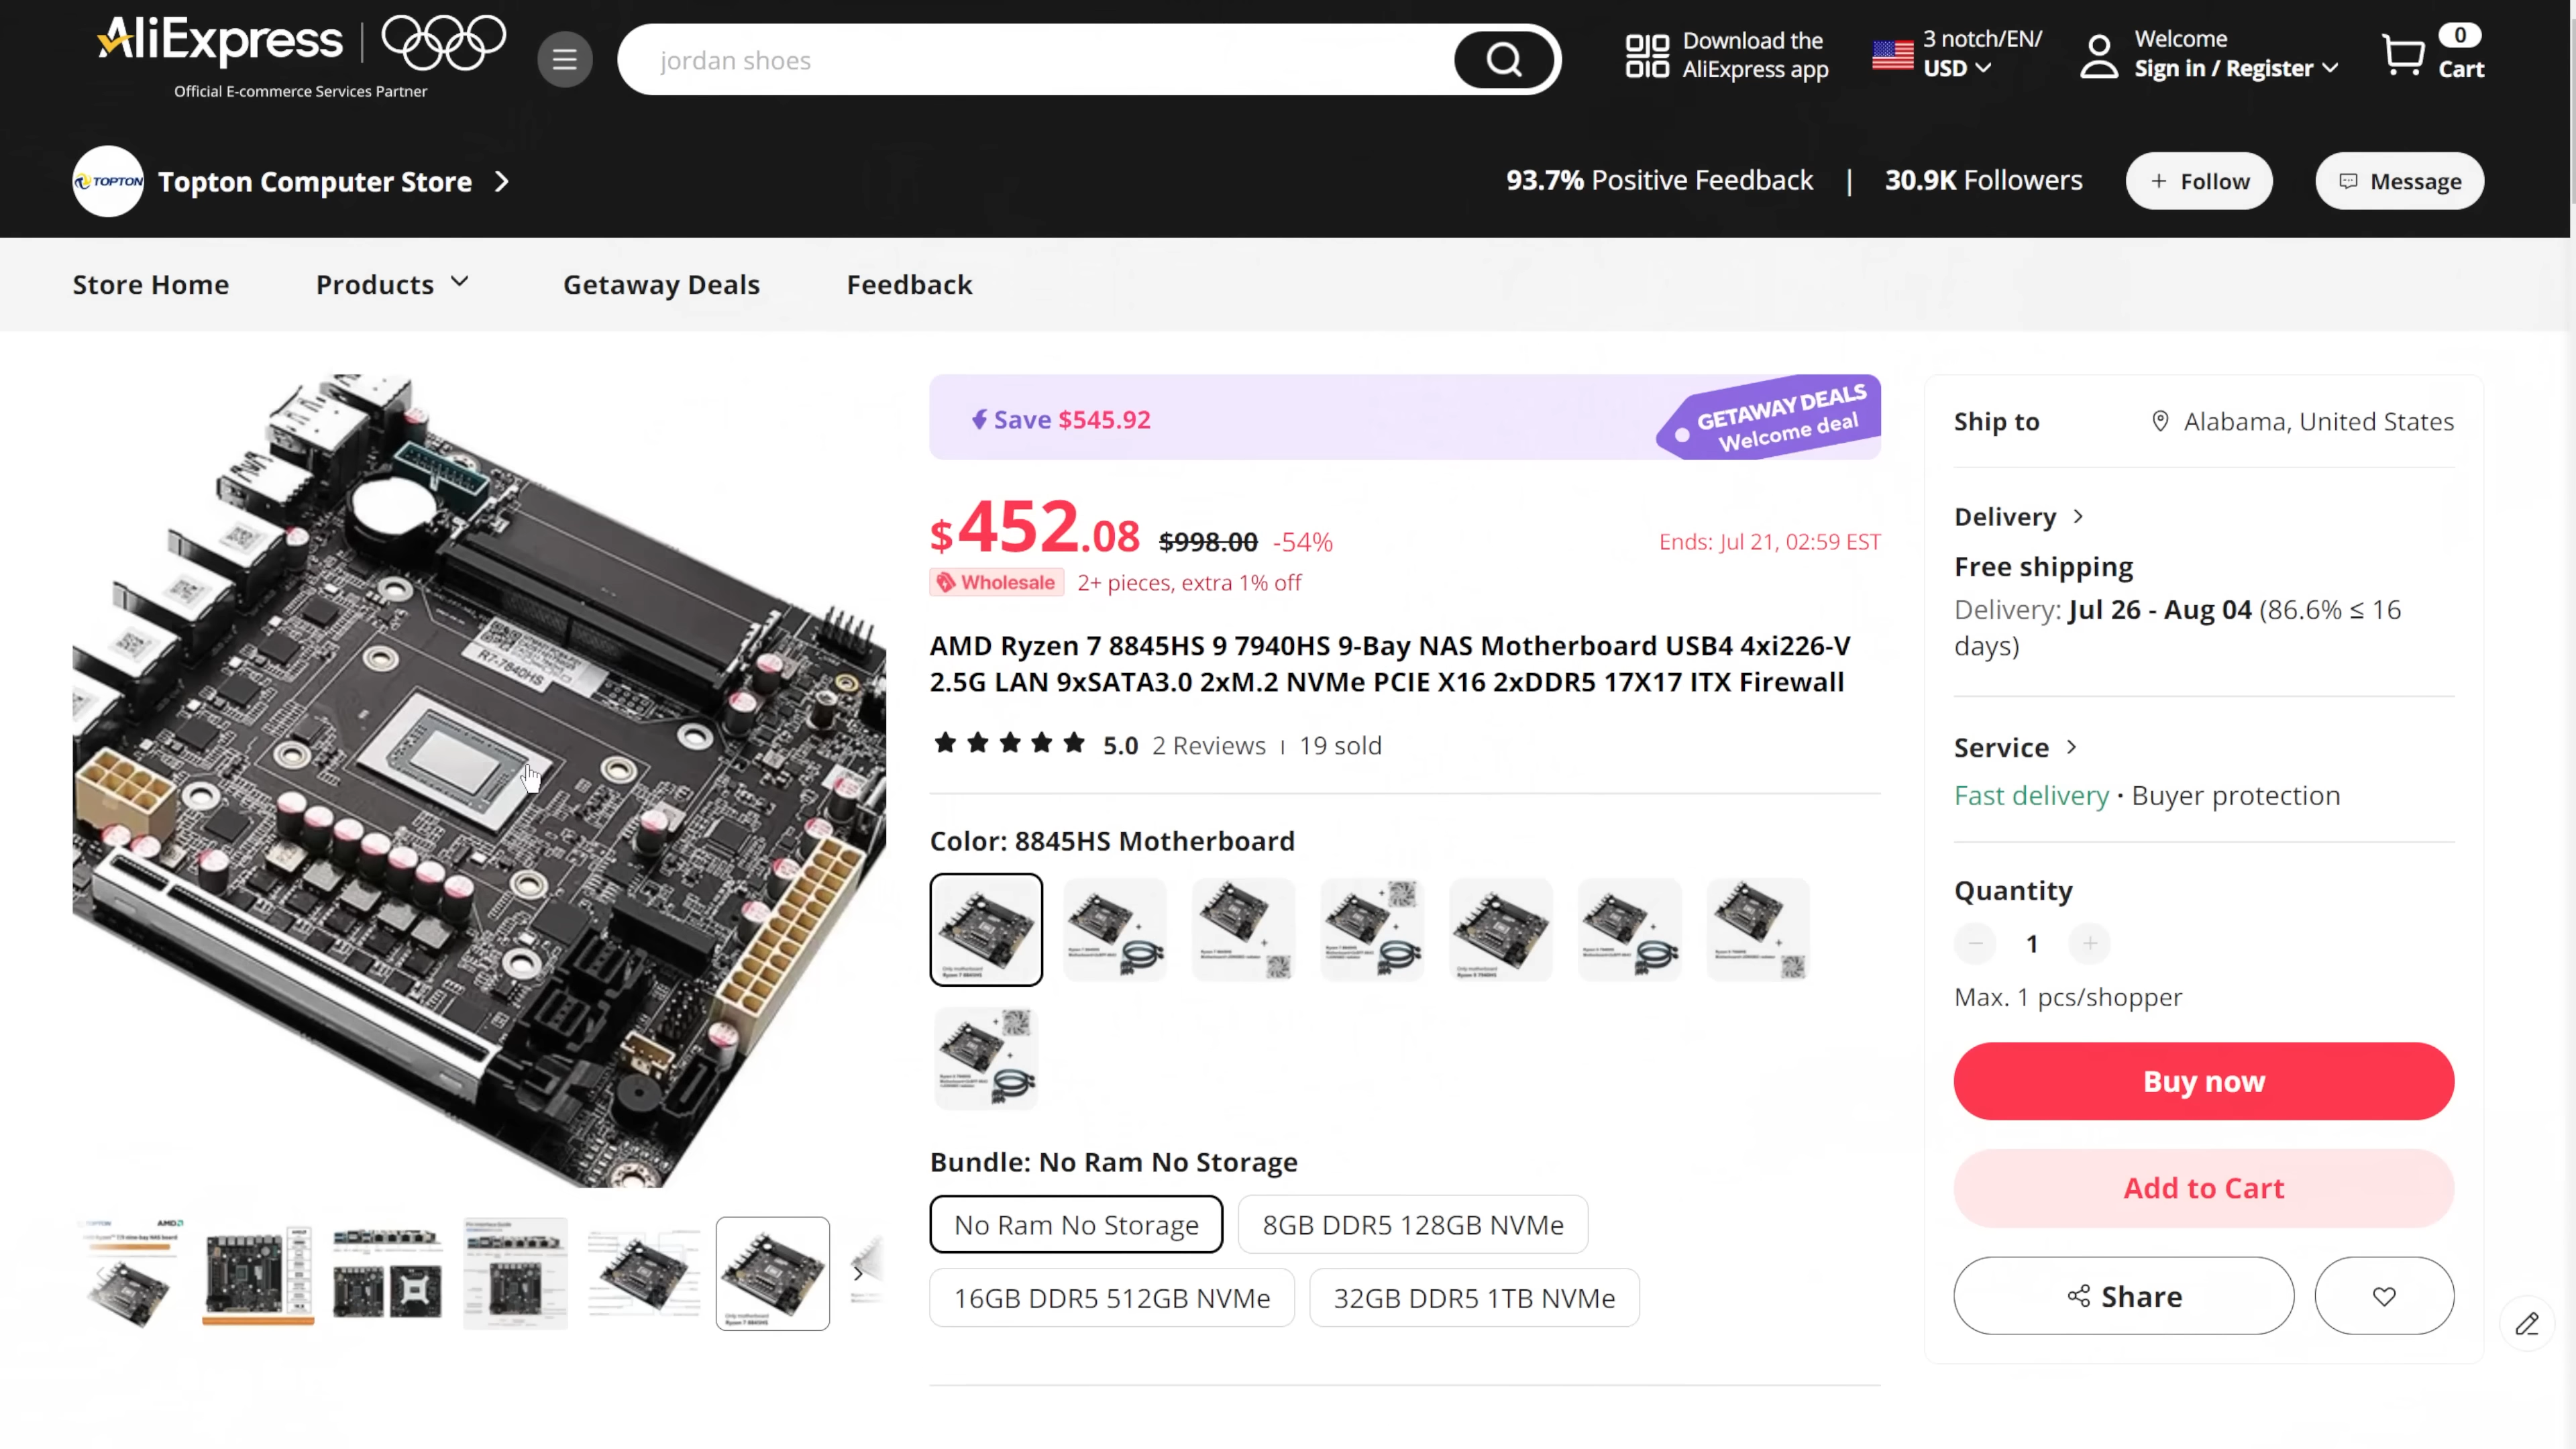 AliExpress
Official E-commerce Services Partner
jordan shoes
Download the
AliExpress app
3 notch/EN/
USD
Welcome
Sign in / Register
0
Cart
TOPTON
Topton Computer Store
93.7% Positive Feedback | 30.9K Followers
+ Follow
Message
Store Home
Products
Getaway Deals
Feedback
R7-7840HS
Save $545.92
GETAWAY DEALS
Welcome deal
$452.08 $998.00 -54%
Ends: Jul 21, 02:59 EST
Wholesale 2+ pieces, extra 1% off
AMD Ryzen 7 8845HS 9 7940HS 9-Bay NAS Motherboard USB4 4xi226-V
2.5G LAN 9xSATA3.0 2xM.2 NVMe PCIE X16 2xDDR5 17X17 ITX Firewall
5.0 2 Reviews | 19 sold
Color: 8845HS Motherboard
Bundle: No Ram No Storage
No Ram No Storage
8GB DDR5 128GB NVMe
16GB DDR5 512GB NVMe
32GB DDR5 1TB NVMe
Ship to
Alabama, United States
Delivery
Free shipping
Delivery: Jul 26 - Aug 04 (86.6% ≤ 16
days)
Service
Fast delivery · Buyer protection
Quantity
1
Max. 1 pcs/shopper
Buy now
Add to Cart
Share